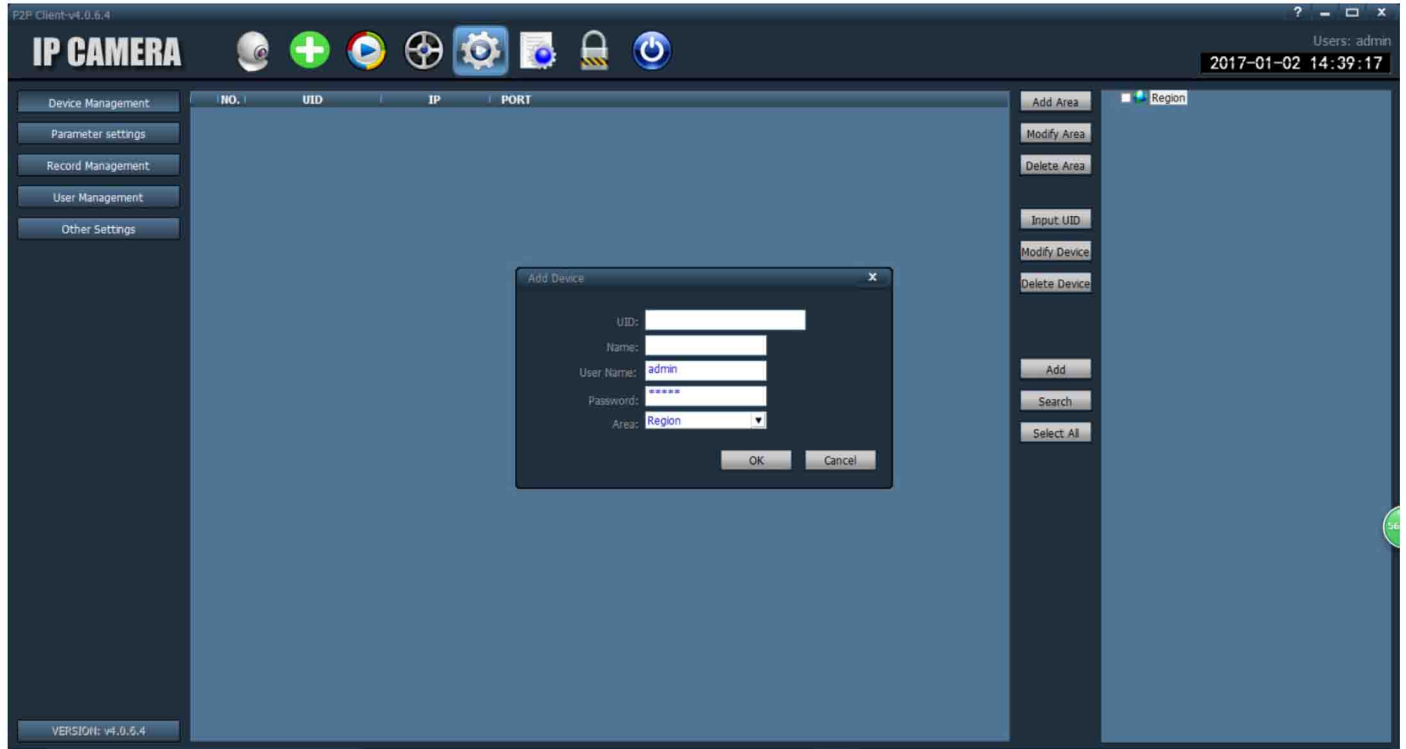 P2P Client-v4.0.6.4
?
IP CAMERA
Users: admin
2017-01-02 14:39:17
Device Management
Parameter settings
Record Management
User Management
Other Settings
VERSION: v4.0.6.4
NO. UID IP PORT
Add Device x
UID:
Name:
User Name: admin
Password: *****
Area: Region
OK Cancel
Add Area
Modify Area
Delete Area
Input UID
Modify Device
Delete Device
Add
Search
Select All
Region
56